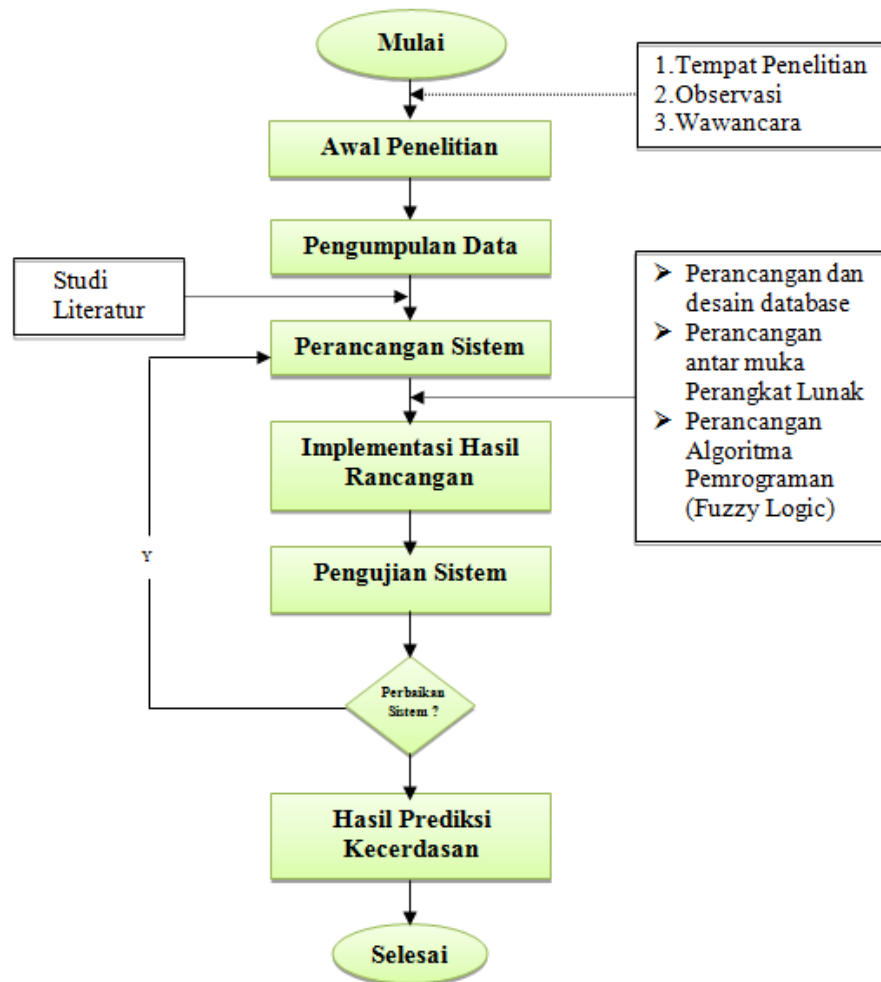 Mulai
1.Tempat Penelitian
2.Observasi
3.Wawancara
Awal Penelitian
Pengumpulan Data
Studi
Literatur
➤ Perancangan dan
desain database
➤ Perancangan
antar muka
Perangkat Lunak
➤ Perancangan
Algoritma
Pemrograman
(Fuzzy Logic)
Perancangan Sistem
Implementasi Hasil
Rancangan
Y
Pengujian Sistem
Perbaikan
Sistem ?
Hasil Prediksi
Kecerdasan
Selesai